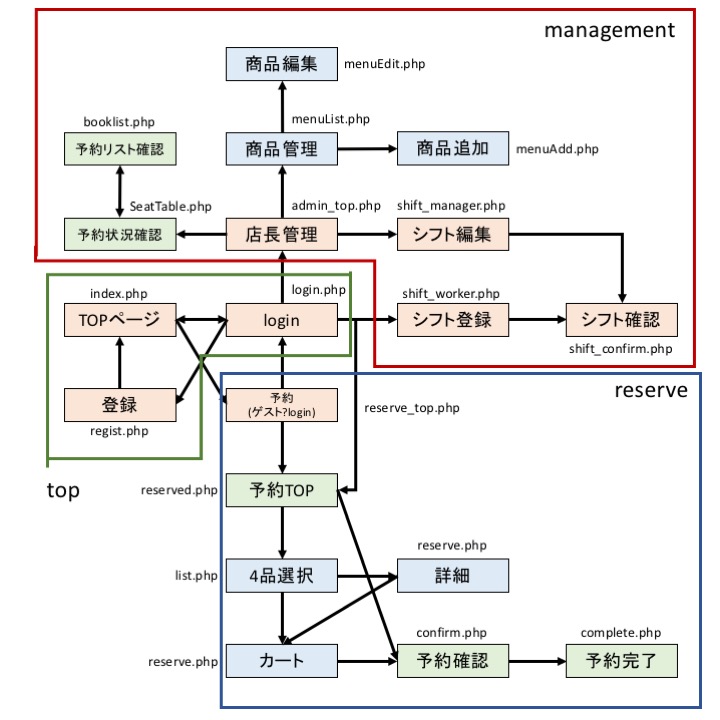 management
商品編集
menuEdit.php
menuList.php
booklist.php
予約リスト確認
商品管理
商品追加
menuAdd.php
SeatTable.php
admin_top.php
shift_manager.php
予約状況確認
店長管理
シフト編集
index.php
login.php
shift_worker.php
TOPページ
login
シフト登録
シフト確認
shift_confirm.php
reserve
登録
予約
(ゲスト?login)
reserve_top.php
regist.php
top
reserved.php
予約TOP
reserve.php
list.php
4品選択
詳細
confirm.php
complete.php
reserve.php
カート
予約確認
予約完了